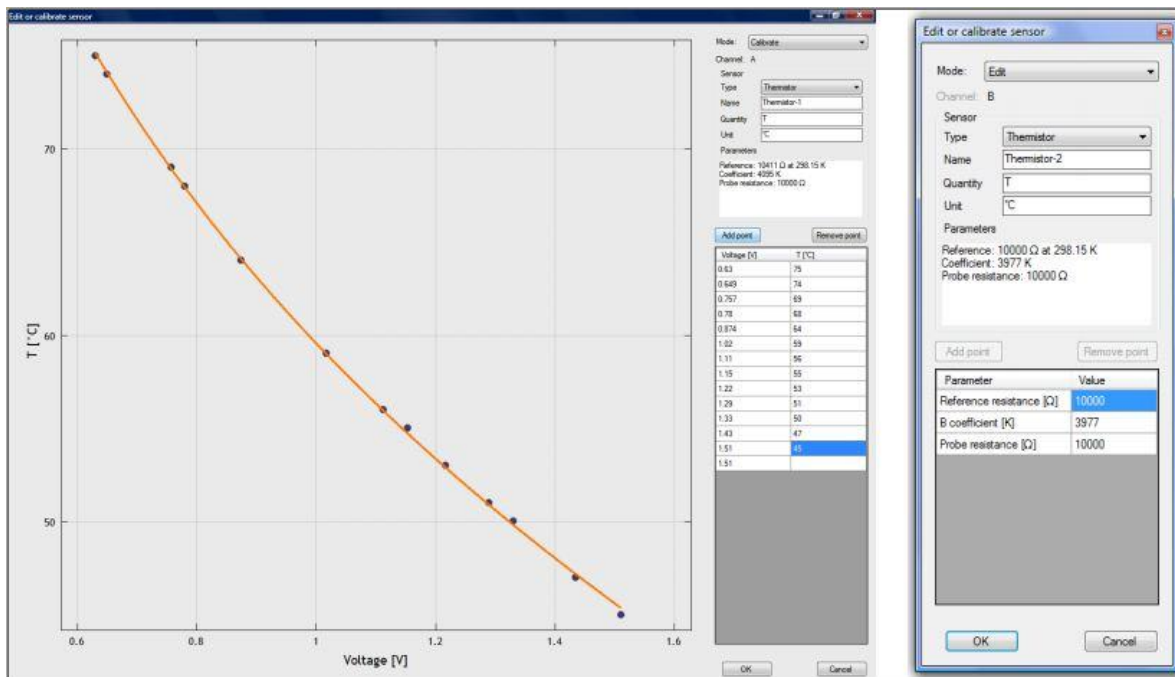 Edit or calibrate sensor
Mode: Calibrate
Channel: A
Sensor
Type Thermistor
Name Thermistor-1
Quantity T
Unit °C
Parameters
Reference: 10411 Ω at 298.15 K
Coefficient: 4095 K
Probe resistance: 10000 Ω
Add point Remove point
Voltage [V] T [°C]
0.63 75
0.649 74
0.757 69
0.78 68
0.874 64
1.02 59
1.11 56
1.15 55
1.22 53
1.29 51
1.33 50
1.43 47
1.51 45
1.51
OK Cancel
T [°C]
70
60
50
0.6 0.8 1 1.2 1.4 1.6
Voltage [V]
Edit or calibrate sensor
Mode: Edit
Channel: B
Sensor
Type Thermistor
Name Thermistor-2
Quantity T
Unit °C
Parameters
Reference: 10000 Ω at 298.15 K
Coefficient: 3977 K
Probe resistance: 10000 Ω
Add point Remove point
Parameter Value
Reference resistance [Ω] 10000
B coefficient [K] 3977
Probe resistance [Ω] 10000
OK Cancel